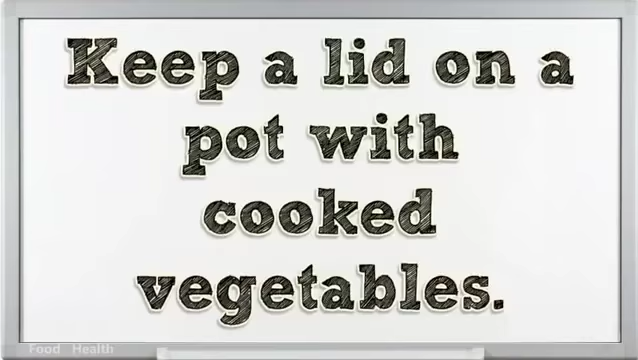 Keep a lid on a
pot with
cooked
vegetables.
Food Health